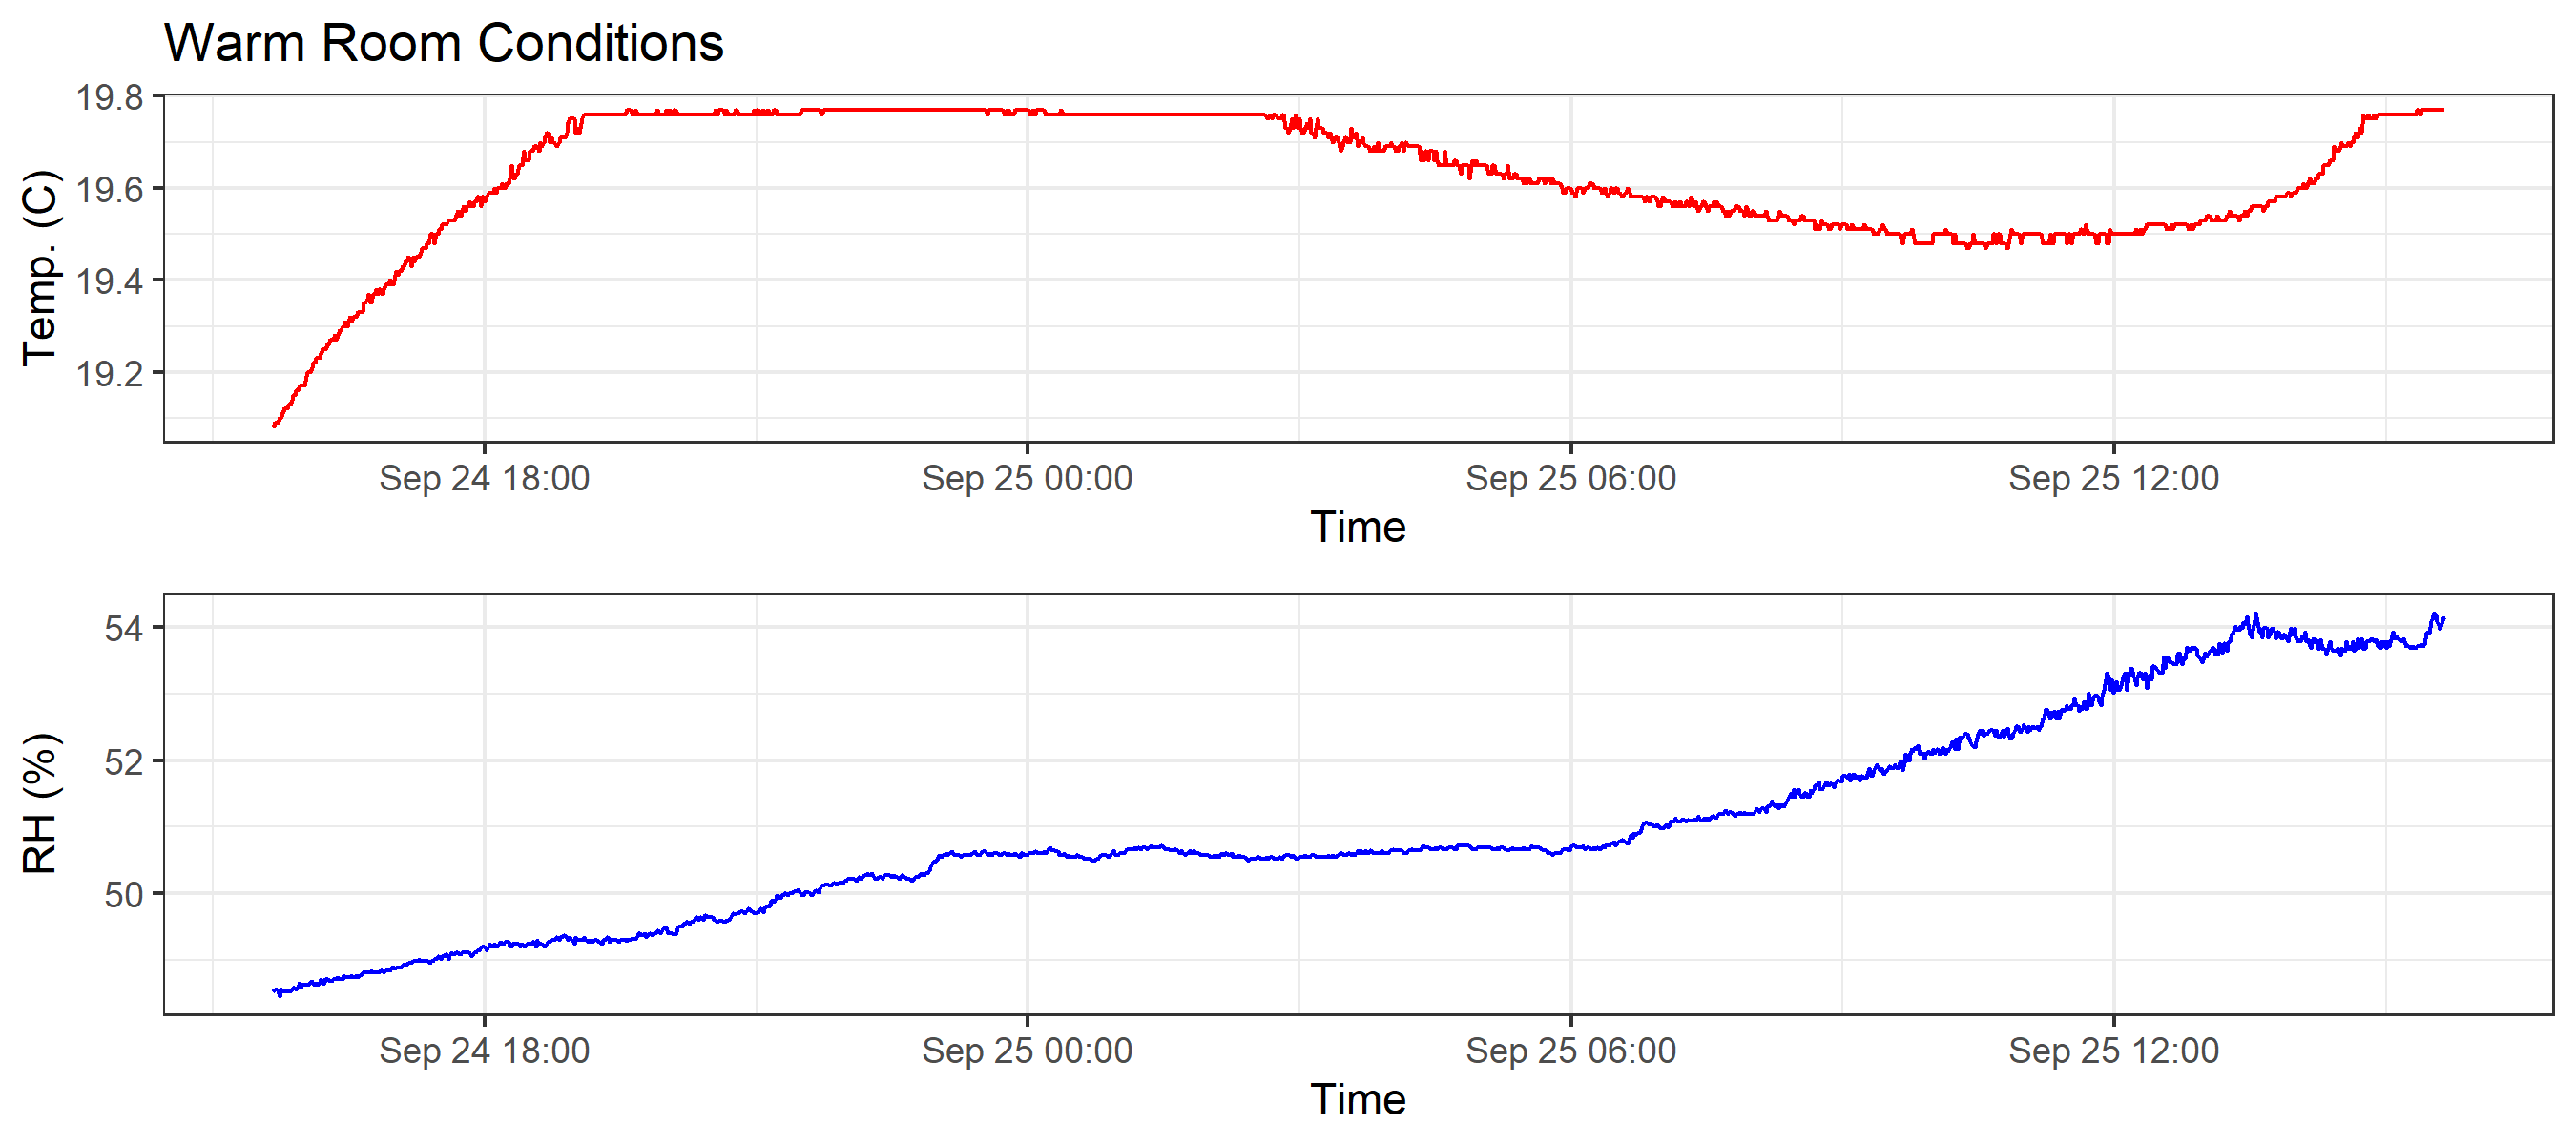 Warm Room Conditions
Temp. (C)
19.8
19.6
19.4
19.2
Sep 24 18:00 Sep 25 00:00 Sep 25 06:00 Sep 25 12:00
Time
RH (%)
54
52
50
Sep 24 18:00 Sep 25 00:00 Sep 25 06:00 Sep 25 12:00
Time